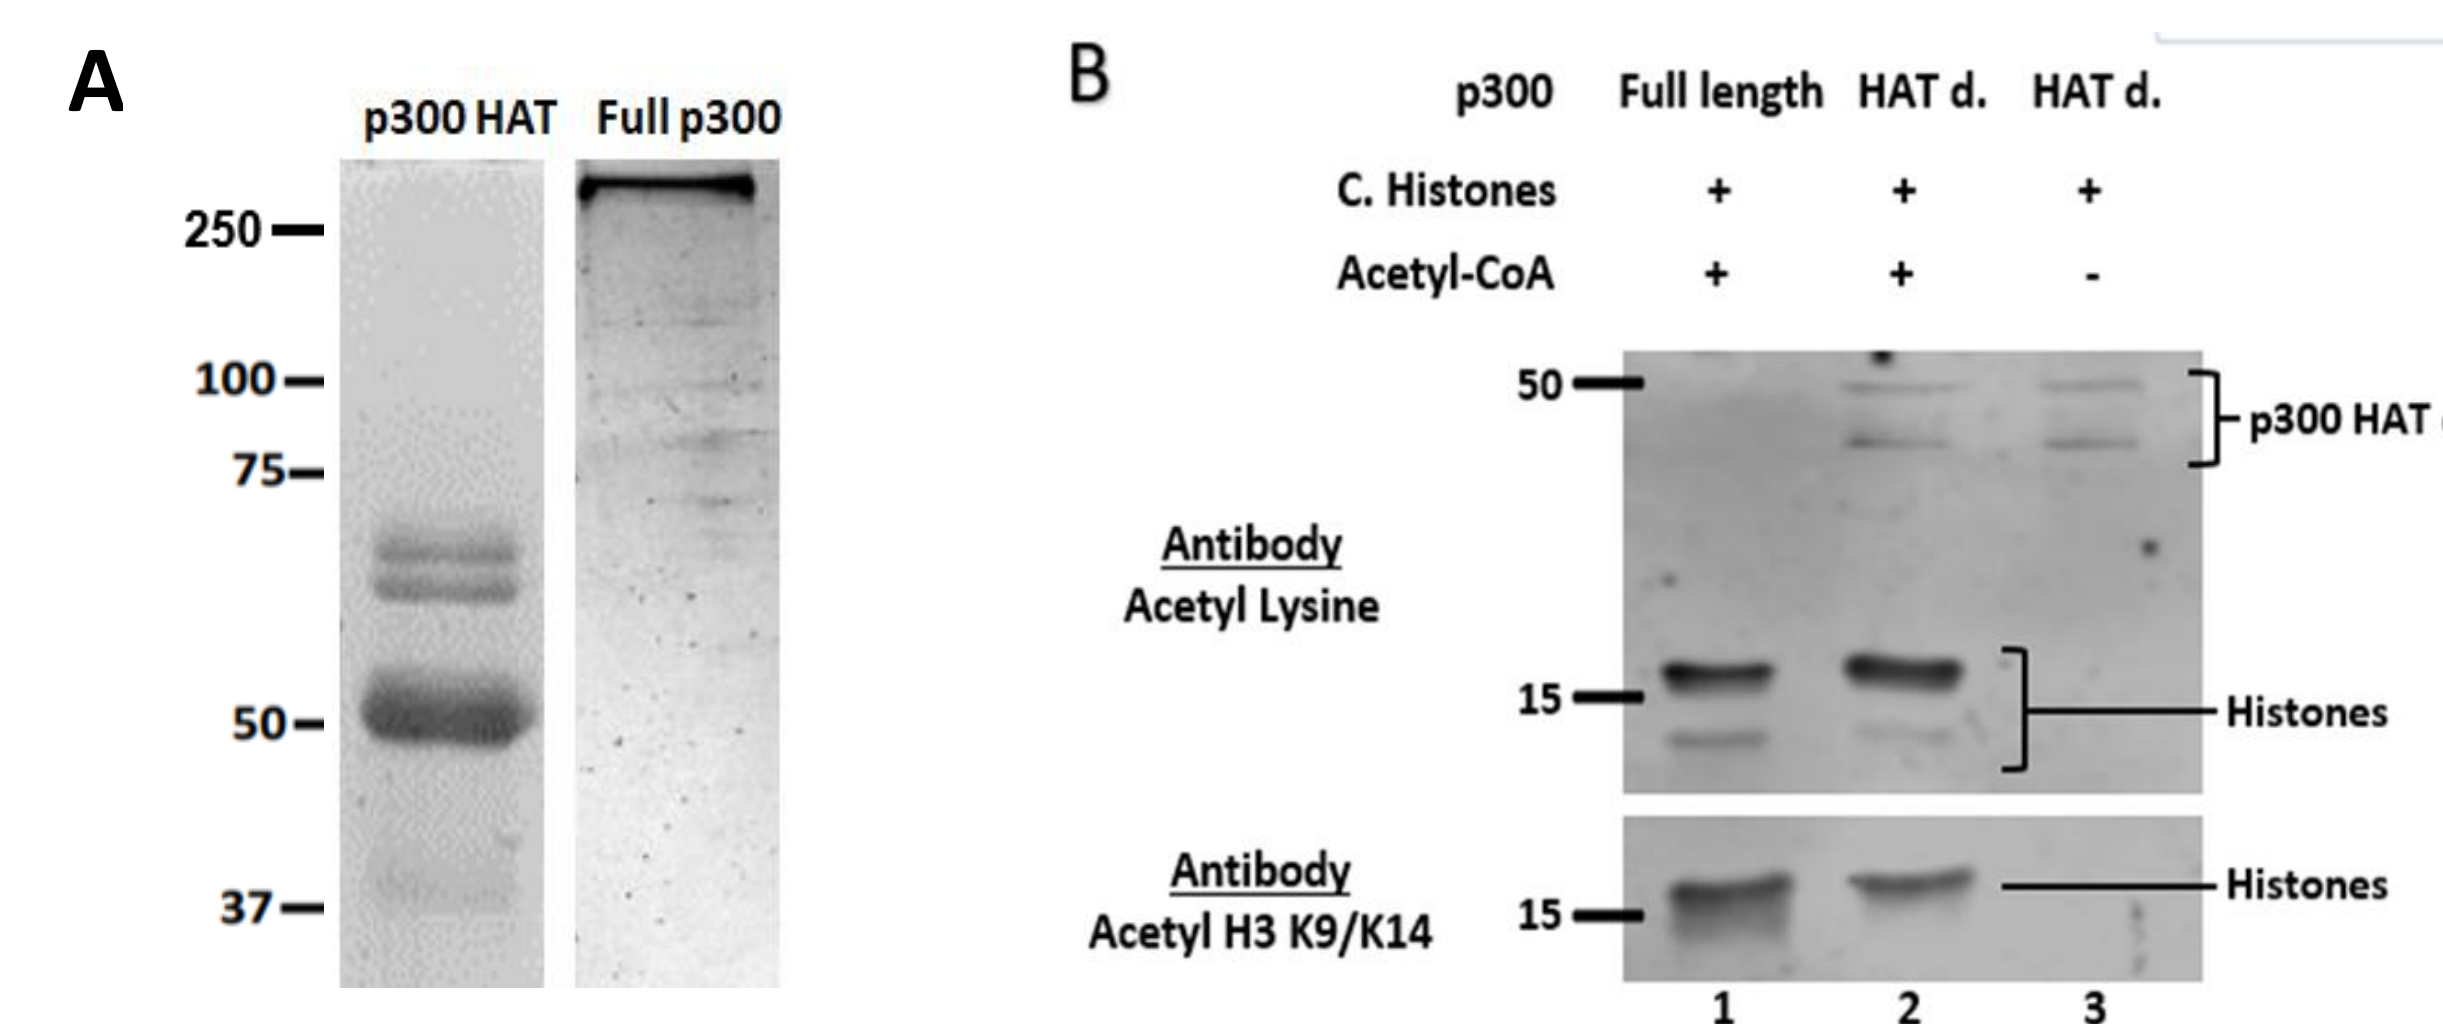 A
p300 HAT Full p300
250
100
75
50
37
B
p300 Full length HAT d. HAT d.
C. Histones + + +
Acetyl-CoA + + -
50
p300 HAT
Antibody
Acetyl Lysine
15
Histones
Antibody
Acetyl H3 K9/K14
15
Histones
1 2 3